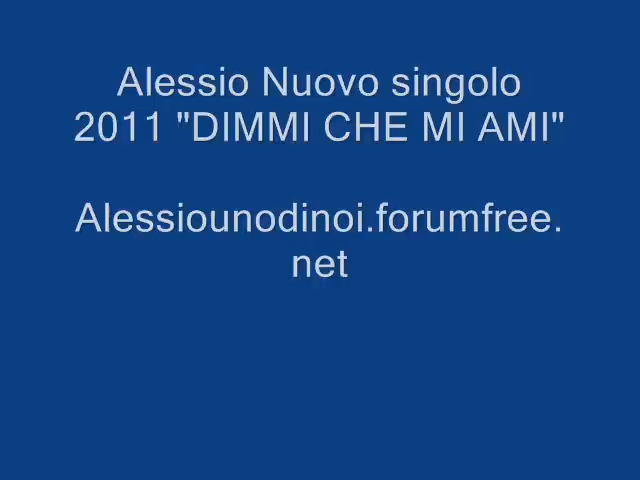 Alessio Nuovo singolo
2011 "DIMMI CHE MI AMI"
Alessiounodinoi.forumfree.
net